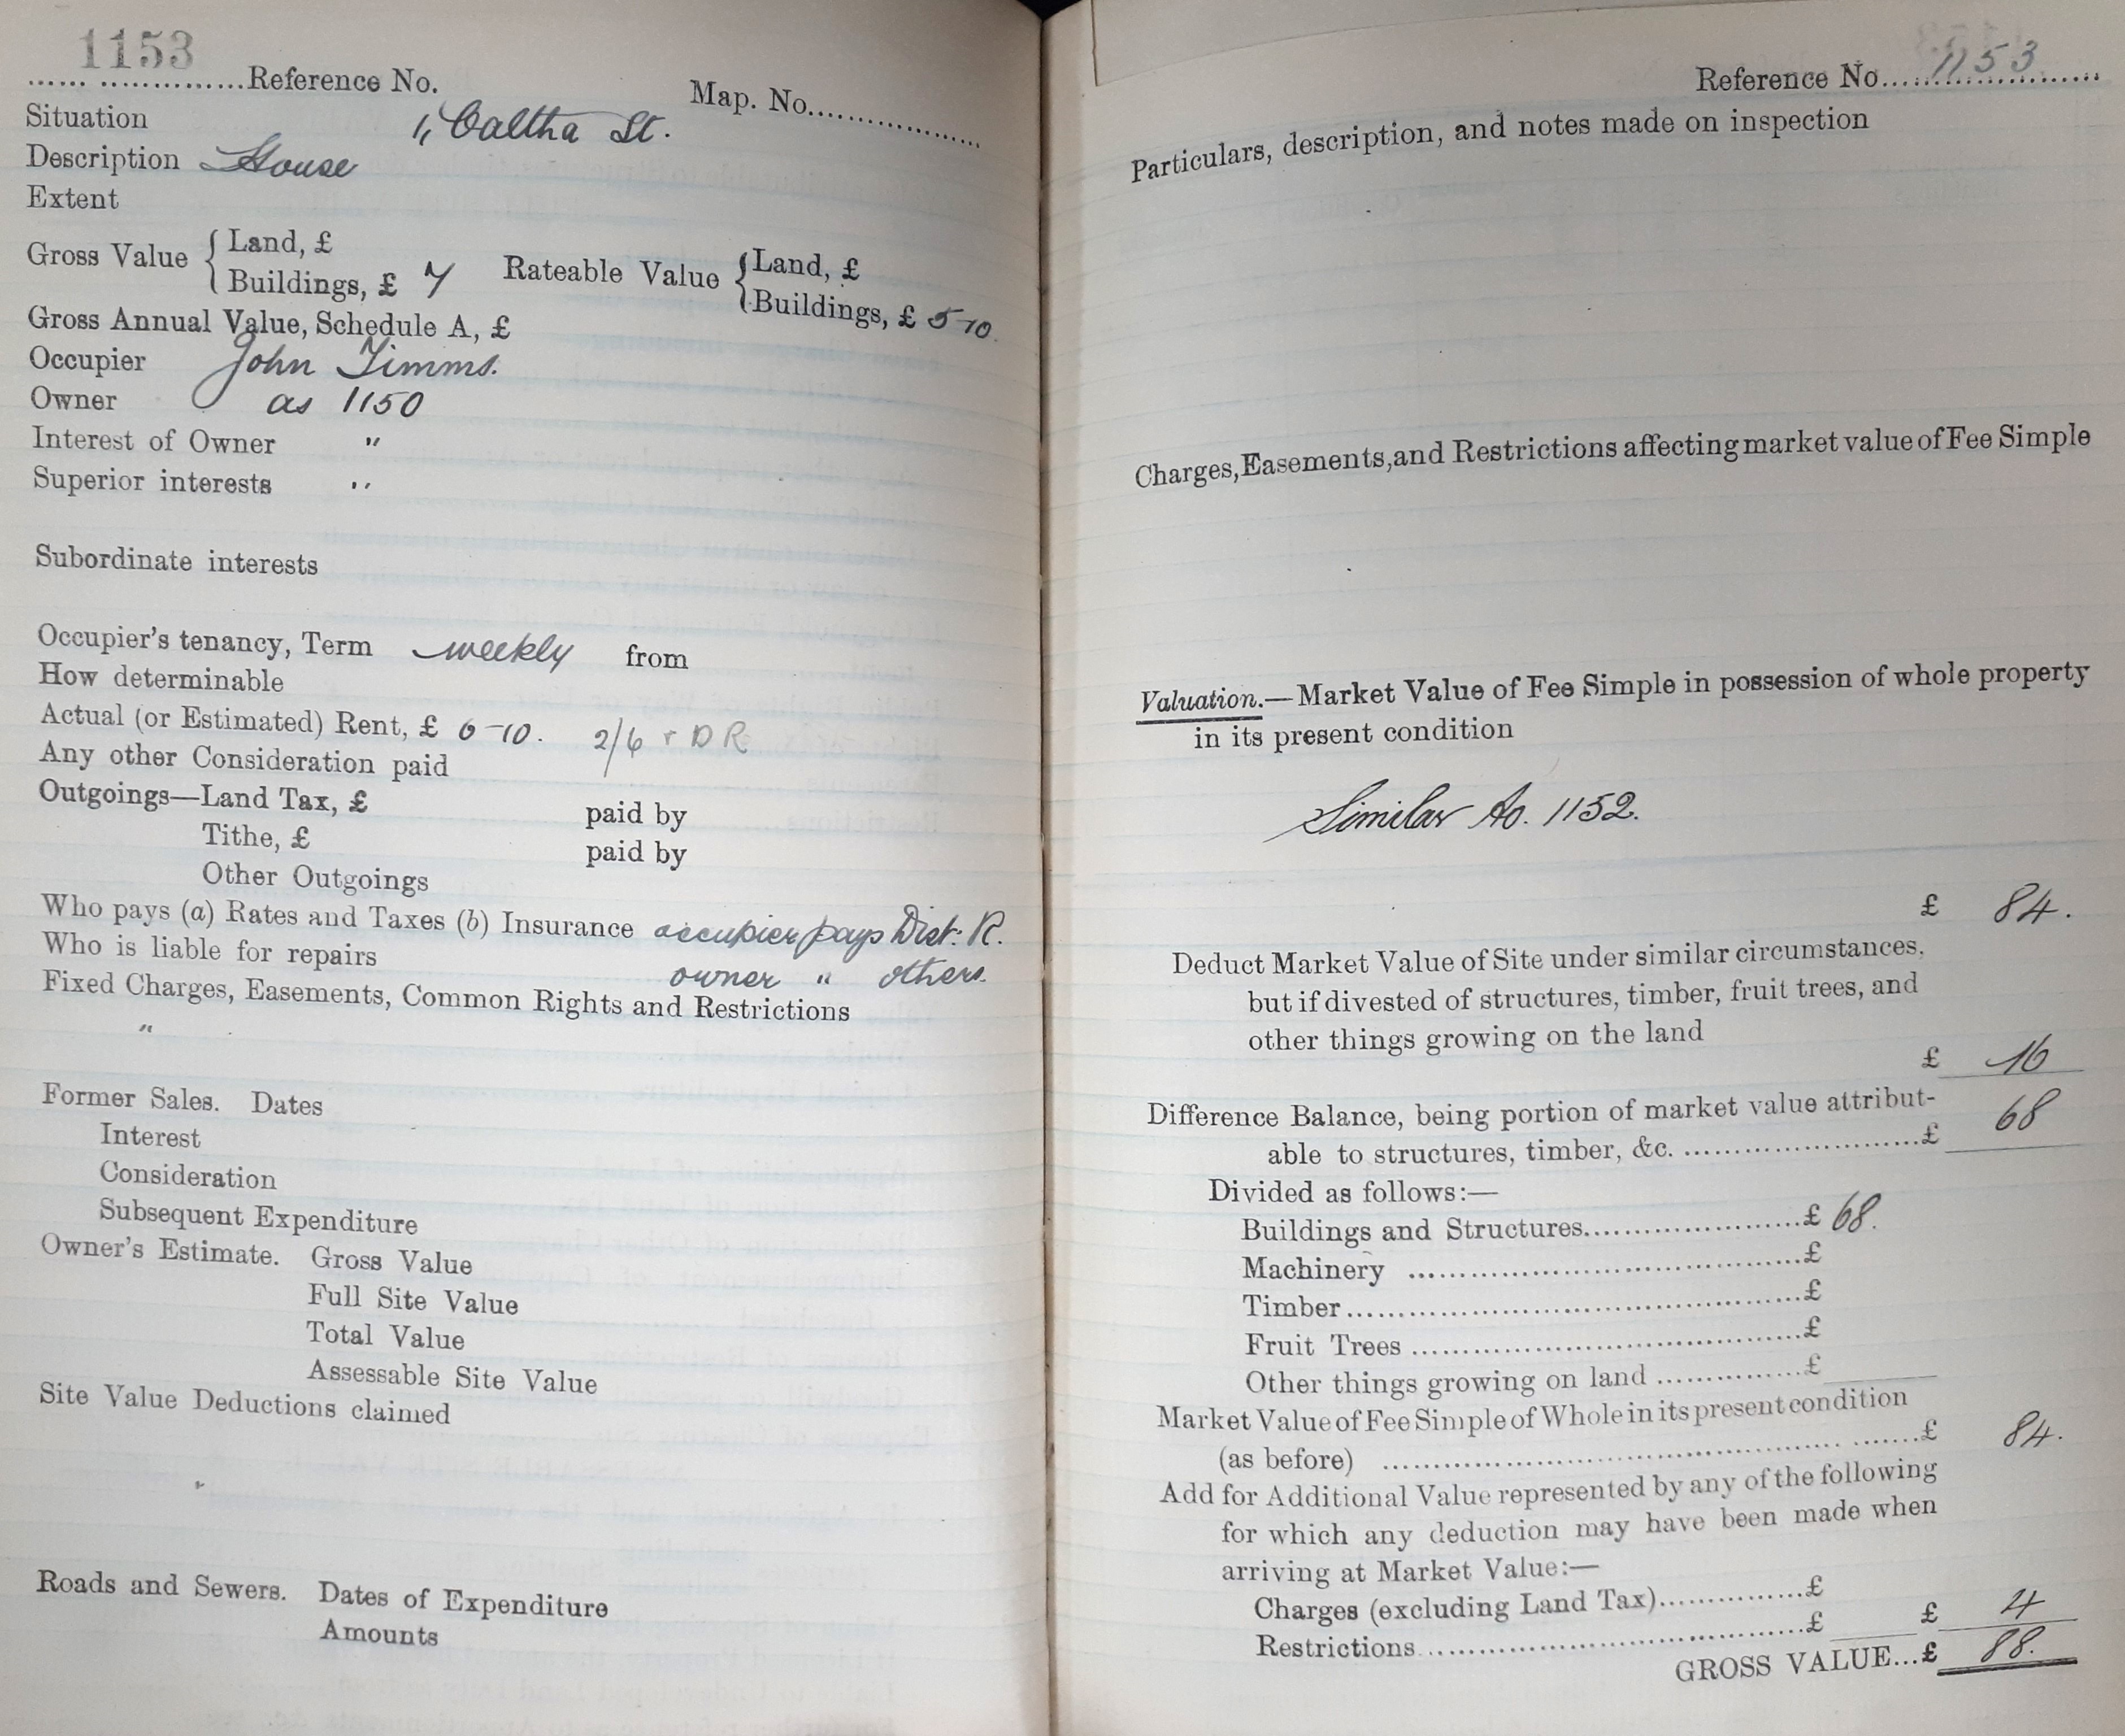 1153
...................Reference No.
Map. No..................
Situation 1, Caltha St.
Description House
Extent
Gross Value { Land, £
Buildings, £ 7
Rateable Value { Land, £
Buildings, £ 5-10.
Gross Annual Value, Schedule A, £
Occupier John Timms.
Owner as 1150
Interest of Owner "
Superior interests "
Subordinate interests
Occupier's tenancy, Term weekly from
How determinable
Actual (or Estimated) Rent, £ 6-10. 2/6 + D R
Any other Consideration paid
Outgoings—Land Tax, £ paid by
Tithe, £ paid by
Other Outgoings
Who pays (a) Rates and Taxes (b) Insurance occupier pays Dist: R.
Who is liable for repairs owner " others.
Fixed Charges, Easements, Common Rights and Restrictions
"
Former Sales. Dates
Interest
Consideration
Subsequent Expenditure
Owner's Estimate. Gross Value
Full Site Value
Total Value
Assessable Site Value
Site Value Deductions claimed
Roads and Sewers. Dates of Expenditure
Amounts
Reference No....1153......
Particulars, description, and notes made on inspection
Charges, Easements, and Restrictions affecting market value of Fee Simple
Valuation.—Market Value of Fee Simple in possession of whole property
in its present condition
Similar to. 1152.
£ 84.
Deduct Market Value of Site under similar circumstances,
but if divested of structures, timber, fruit trees, and
other things growing on the land
£ 16
Difference Balance, being portion of market value attribut-
able to structures, timber, &c. ........................£ 68
Divided as follows:—
Buildings and Structures.......................£ 68.
Machinery ..........................................£
Timber................................................£
Fruit Trees ..........................................£
Other things growing on land ...............£
Market Value of Fee Simple of Whole in its present condition
(as before) ..................................................£ 84.
Add for Additional Value represented by any of the following
for which any deduction may have been made when
arriving at Market Value:—
Charges (excluding Land Tax)...............£
Restrictions..........................................£ £ 4
GROSS VALUE...£ 88.